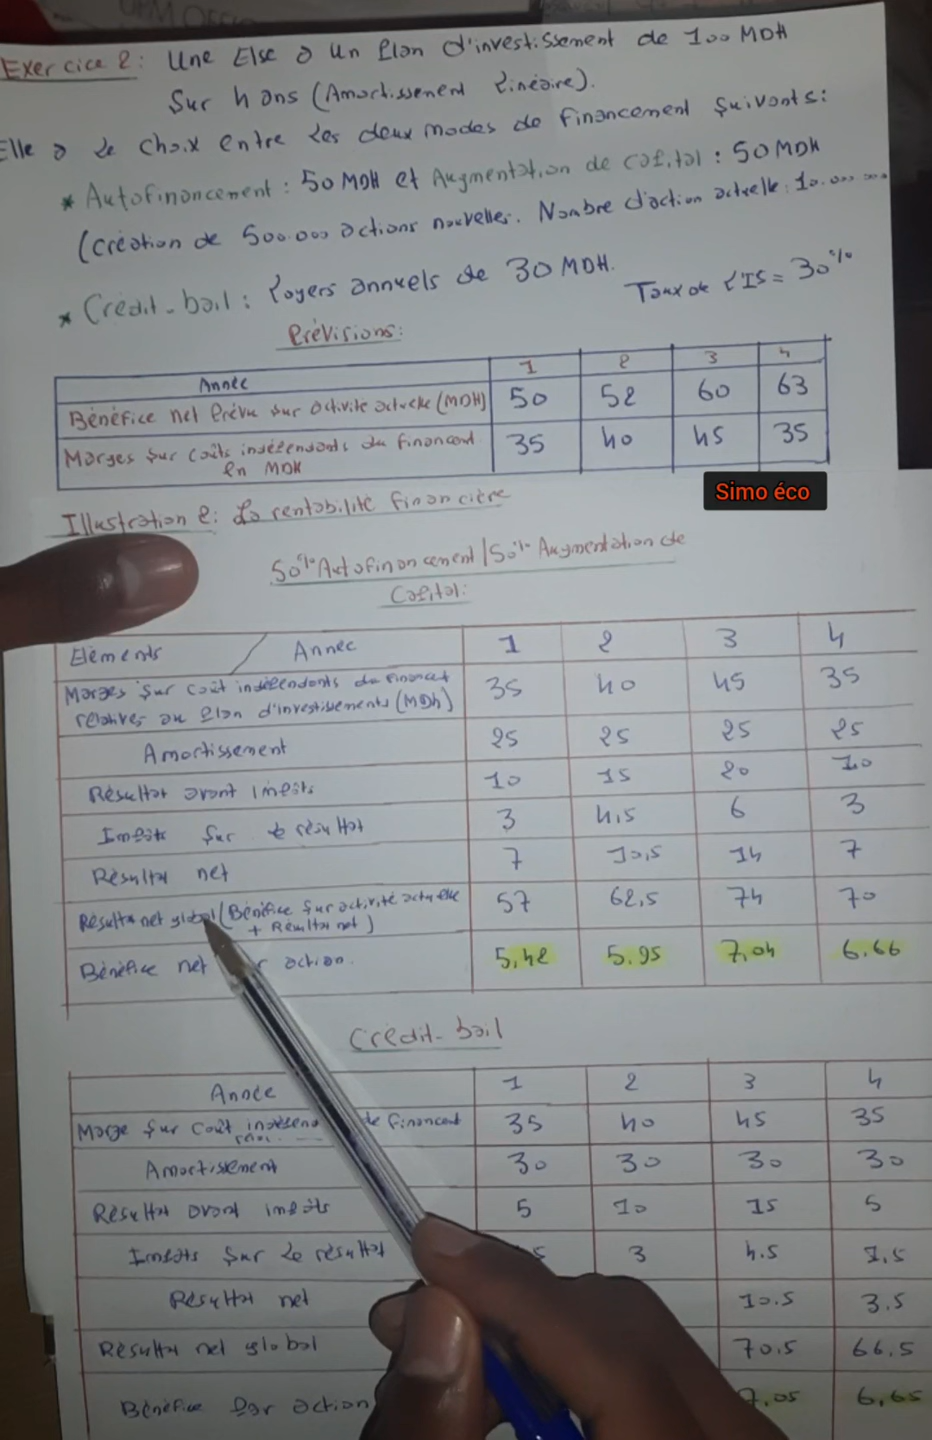 Exercice 2: Une Else a Un Plan d'investissement de 100 MDH
Sur 4 ans (Amortissement linéaire).
Elle a le choix entre les deux modes de financement suivants:
* Autofinancement : 50 MDH et Augmentation de capital : 50 MDH
(création de 500.000 actions nouvelles. Nombre d'action actuelle: 10.000 000
* Crédit-bail : loyers annuels de 30 MDH.
Taux de l'IS = 30%
Prévisions:
Année 1 2 3 4
Bénéfice net Prévu sur activité actuelle (MDH) 50 52 60 63
Marges sur coûts indépendants du financent en MDH 35 40 45 35
Simo éco
Illustration 2: La rentabilité financière
50% Autofinancement / 50% Augmentation de
Capital:
Eléments / Année 1 2 3 4
Marges sur coût indépendants de financet 35 40 45 35
relatives au plan d'investissements (MDh)
Amortissement 25 25 25 25
Résultat avant impôts 10 15 20 10
Impôts sur le résultat 3 4,5 6 3
Résultat net 7 10,5 14 7
Résultat net global (Bénéfice sur activité actuelle 57 62,5 74 70
+ Résultat net)
Bénéfice net action. 5,42 5.95 7,04 6.66
Crédit-bail
Année 1 2 3 4
Marge sur coût de financent 35 40 45 35
Amortissement 30 30 30 30
Résultat avant impôts 5 10 15 5
Impôts sur le résultat 3 4.5 1,5
Résultat net 10.5 3.5
Résultat net global 70.5 66.5
Bénéfice par action 7,05 6,65